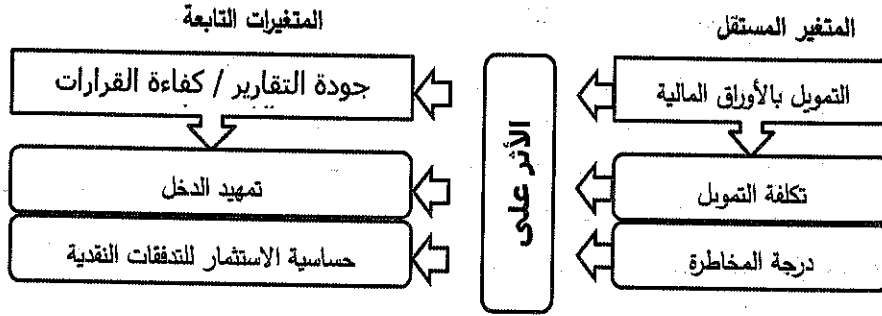 المتغير المستقل
المتغيرات التابعة
التمويل بالأوراق المالية
الأثر على
جودة التقارير / كفاءة القرارات
تكلفة التمويل
تمهيد الدخل
درجة المخاطرة
حساسية الاستثمار للتدفقات النقدية